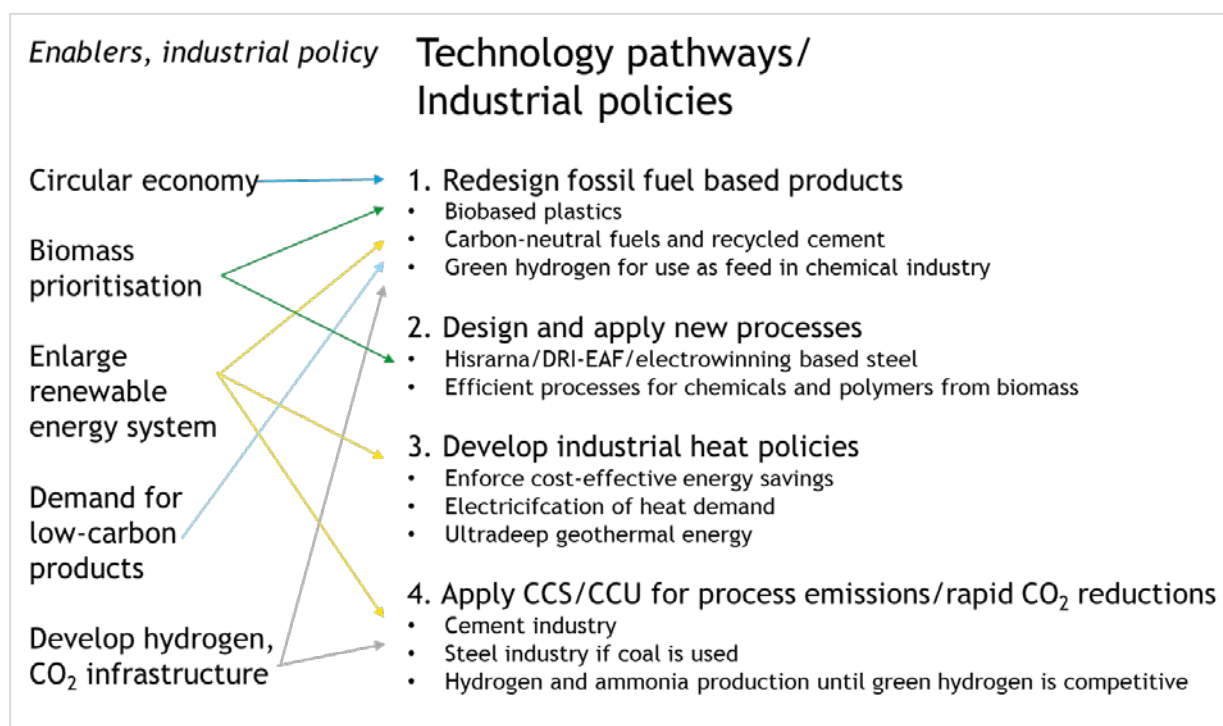 Enablers, industrial policy
Technology pathways/
Industrial policies
Circular economy
Biomass
prioritisation
Enlarge
renewable
energy system
Demand for
low-carbon
products
Develop hydrogen,
CO₂ infrastructure
1. Redesign fossil fuel based products
• Biobased plastics
• Carbon-neutral fuels and recycled cement
• Green hydrogen for use as feed in chemical industry
2. Design and apply new processes
• Hisrarna/DRI-EAF/electrowinning based steel
• Efficient processes for chemicals and polymers from biomass
3. Develop industrial heat policies
• Enforce cost-effective energy savings
• Electricifcation of heat demand
• Ultradeep geothermal energy
4. Apply CCS/CCU for process emissions/rapid CO₂ reductions
• Cement industry
• Steel industry if coal is used
• Hydrogen and ammonia production until green hydrogen is competitive